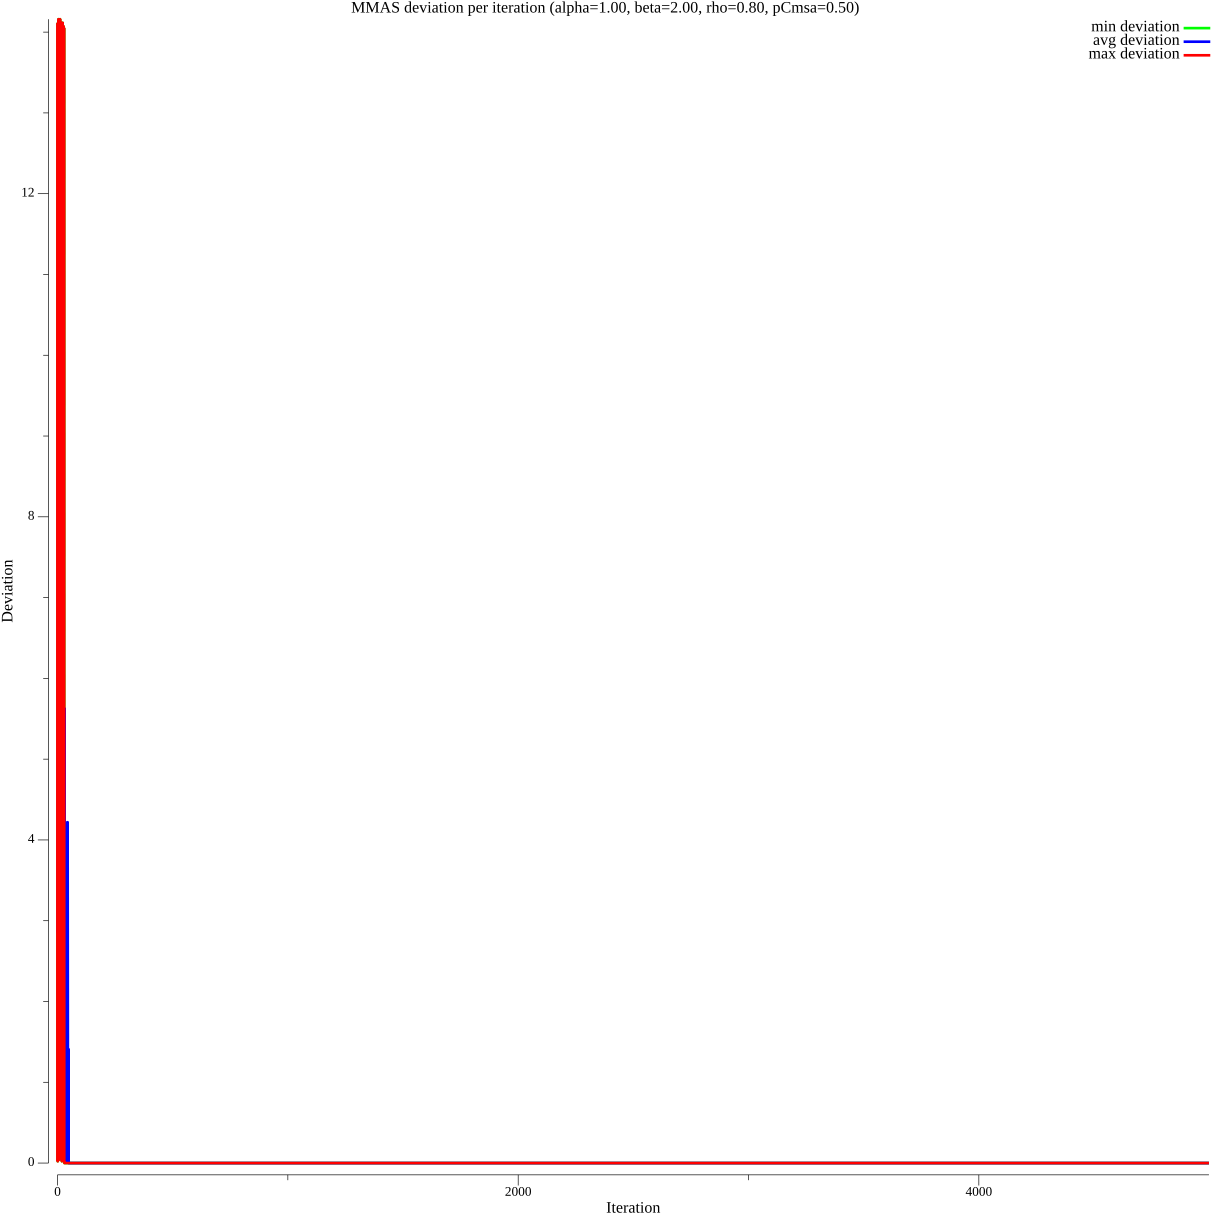 MMAS deviation per iteration (alpha=1.00, beta=2.00, rho=0.80, pCmsa=0.50)
min deviation
avg deviation
max deviation
12
8
Deviation
4
0
0
2000
4000
Iteration